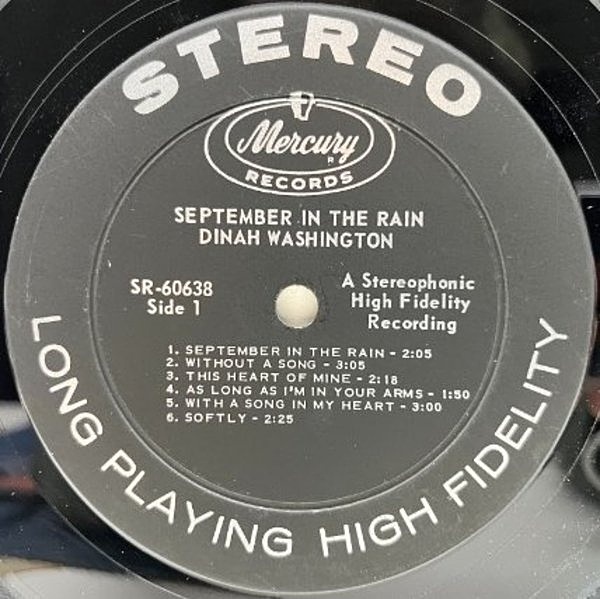 STEREO
Mercury
R
RECORDS
SEPTEMBER IN THE RAIN
DINAH WASHINGTON
SR-60638
Side 1
A Stereophonic
High Fidelity
Recording
1. SEPTEMBER IN THE RAIN - 2:05
2. WITHOUT A SONG - 3:05
3. THIS HEART OF MINE - 2:18
4. AS LONG AS I'M IN YOUR ARMS - 1:50
5. WITH A SONG IN MY HEART - 3:00
6. SOFTLY - 2:25
LONG PLAYING HIGH FIDELITY